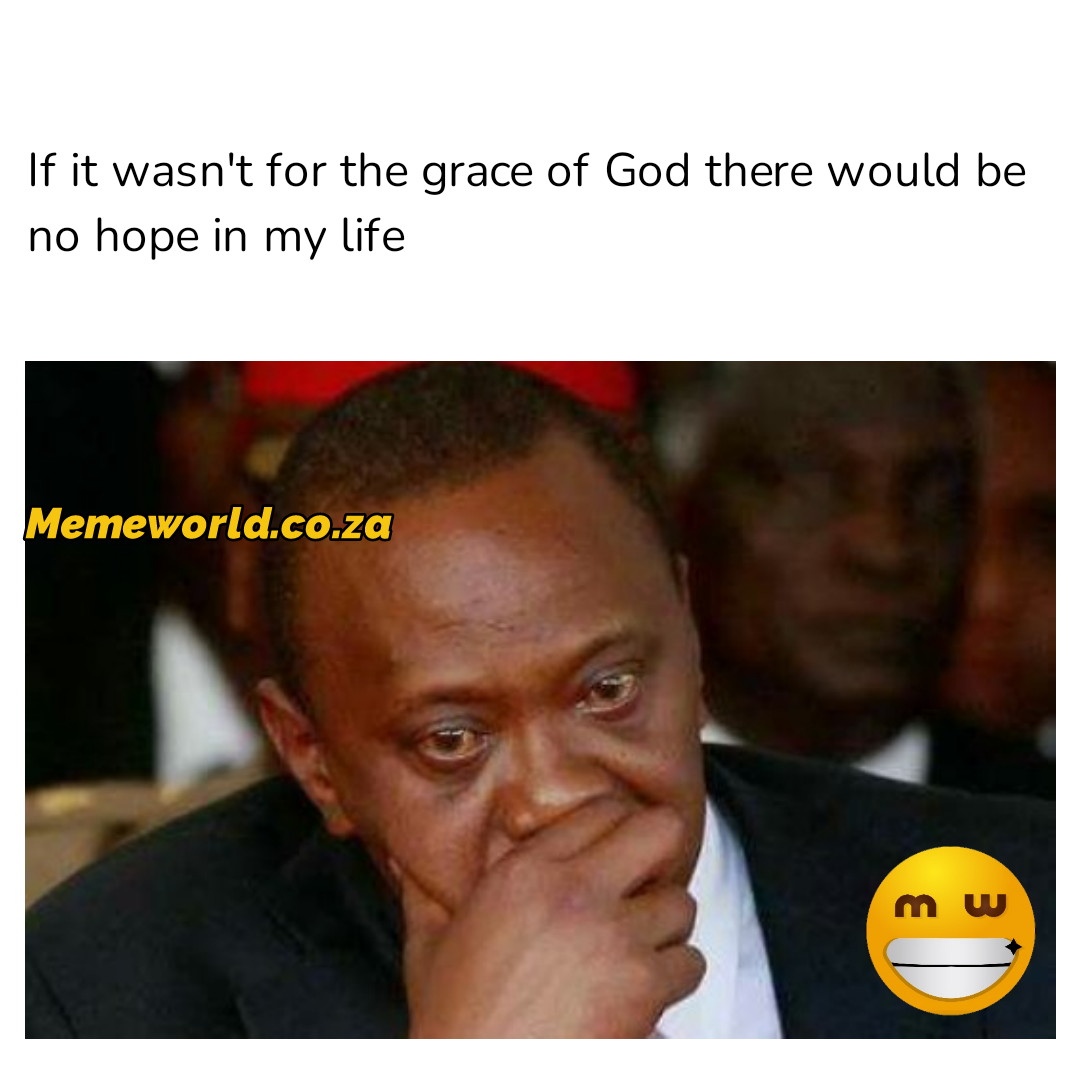 If it wasn't for the grace of God there would be
no hope in my life
Memeworld.co.za
m w